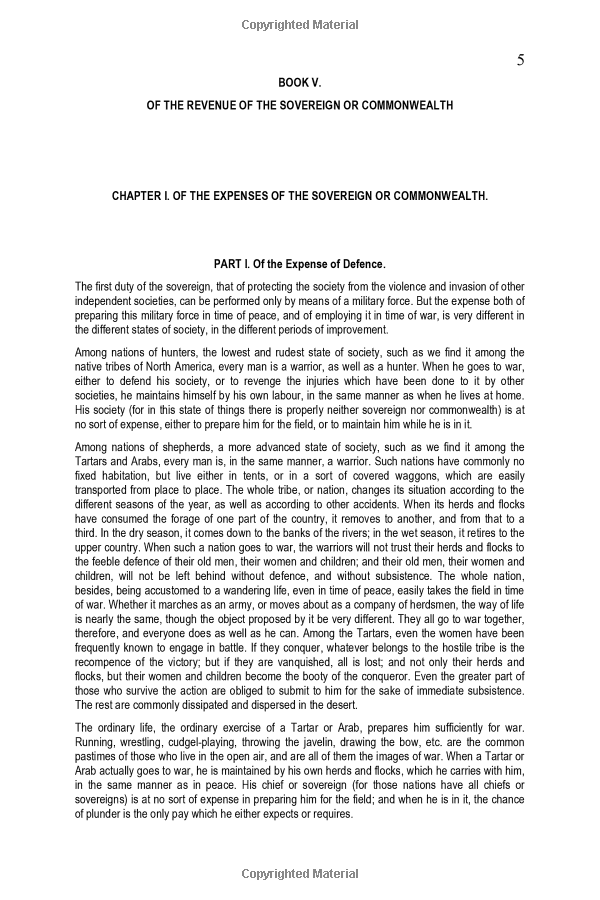 Copyrighted Material
5
BOOK V.
OF THE REVENUE OF THE SOVEREIGN OR COMMONWEALTH
CHAPTER I. OF THE EXPENSES OF THE SOVEREIGN OR COMMONWEALTH.
PART I. Of the Expense of Defence.
The first duty of the sovereign, that of protecting the society from the violence and invasion of other
independent societies, can be performed only by means of a military force. But the expense both of
preparing this military force in time of peace, and of employing it in time of war, is very different in
the different states of society, in the different periods of improvement.
Among nations of hunters, the lowest and rudest state of society, such as we find it among the
native tribes of North America, every man is a warrior, as well as a hunter. When he goes to war,
either to defend his society, or to revenge the injuries which have been done to it by other
societies, he maintains himself by his own labour, in the same manner as when he lives at home.
His society (for in this state of things there is properly neither sovereign nor commonwealth) is at
no sort of expense, either to prepare him for the field, or to maintain him while he is in it.
Among nations of shepherds, a more advanced state of society, such as we find it among the
Tartars and Arabs, every man is, in the same manner, a warrior. Such nations have commonly no
fixed habitation, but live either in tents, or in a sort of covered waggons, which are easily
transported from place to place. The whole tribe, or nation, changes its situation according to the
different seasons of the year, as well as according to other accidents. When its herds and flocks
have consumed the forage of one part of the country, it removes to another, and from that to a
third. In the dry season, it comes down to the banks of the rivers; in the wet season, it retires to the
upper country. When such a nation goes to war, the warriors will not trust their herds and flocks to
the feeble defence of their old men, their women and children; and their old men, their women and
children, will not be left behind without defence, and without subsistence. The whole nation,
besides, being accustomed to a wandering life, even in time of peace, easily takes the field in time
of war. Whether it marches as an army, or moves about as a company of herdsmen, the way of life
is nearly the same, though the object proposed by it be very different. They all go to war together,
therefore, and everyone does as well as he can. Among the Tartars, even the women have been
frequently known to engage in battle. If they conquer, whatever belongs to the hostile tribe is the
recompence of the victory; but if they are vanquished, all is lost; and not only their herds and
flocks, but their women and children become the booty of the conqueror. Even the greater part of
those who survive the action are obliged to submit to him for the sake of immediate subsistence.
The rest are commonly dissipated and dispersed in the desert.
The ordinary life, the ordinary exercise of a Tartar or Arab, prepares him sufficiently for war.
Running, wrestling, cudgel-playing, throwing the javelin, drawing the bow, etc. are the common
pastimes of those who live in the open air, and are all of them the images of war. When a Tartar or
Arab actually goes to war, he is maintained by his own herds and flocks, which he carries with him,
in the same manner as in peace. His chief or sovereign (for those nations have all chiefs or
sovereigns) is at no sort of expense in preparing him for the field; and when he is in it, the chance
of plunder is the only pay which he either expects or requires.
Copyrighted Material